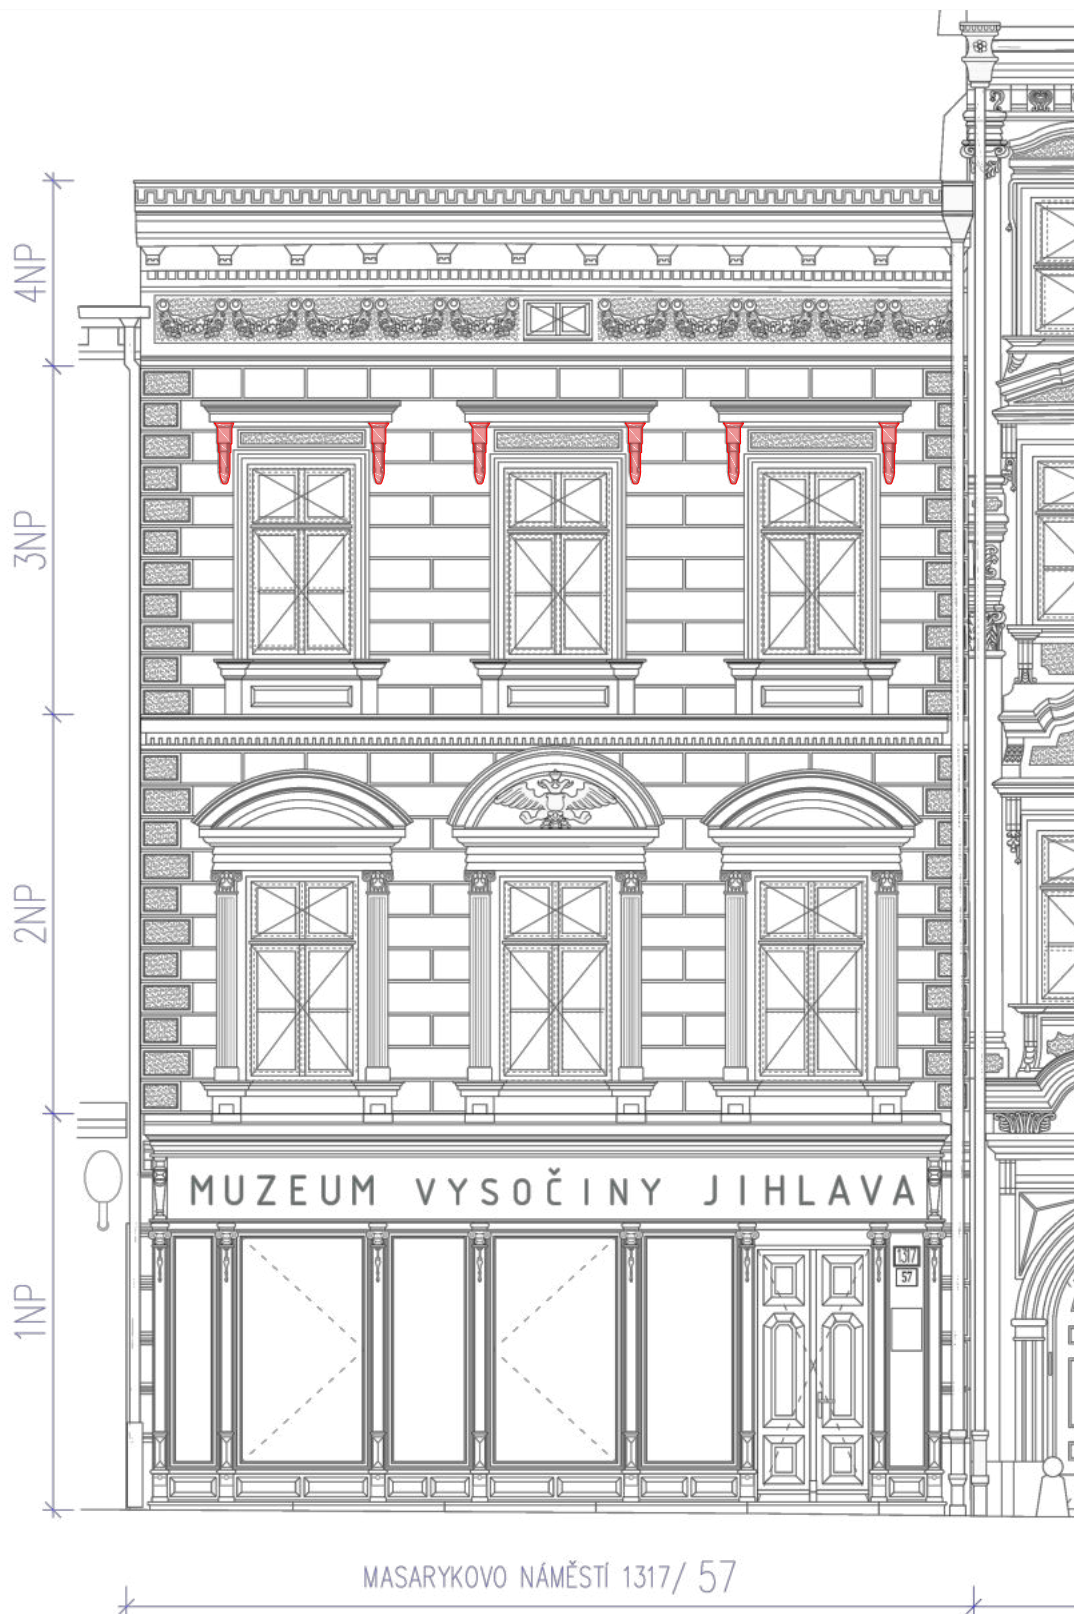 4NP
3NP
2NP
1NP
MUZEUM VYSOČINY JIHLAVA
1317
57
MASARYKOVO NÁMĚSTÍ 1317/ 57